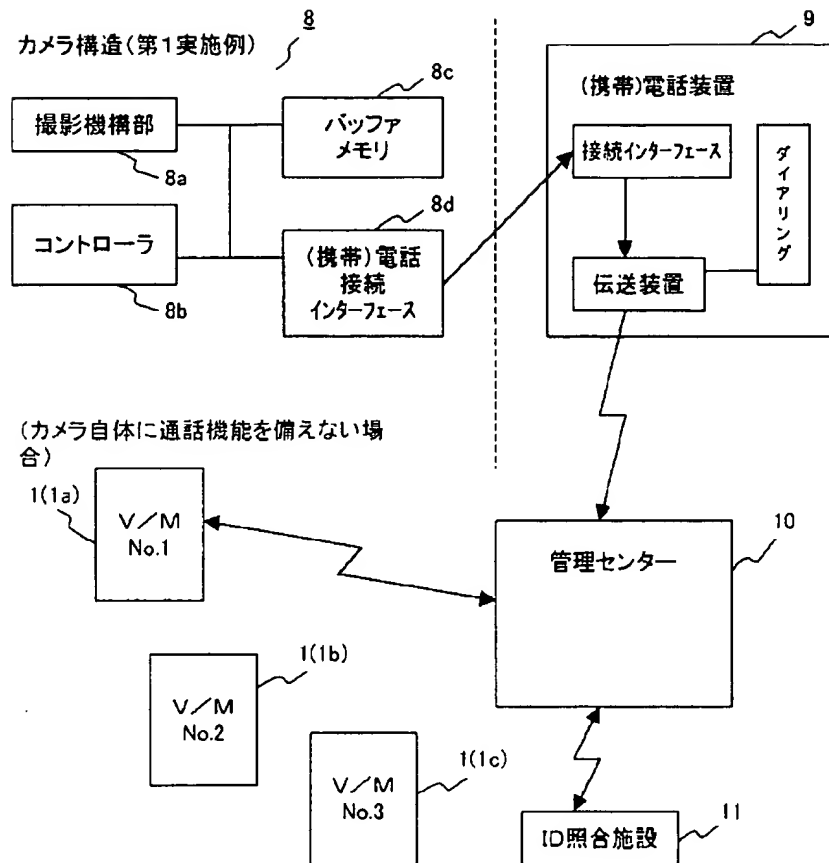 カメラ構造(第1実施例)
8
撮影機構部
8a
バッファ
メモリ
8c
コントローラ
8b
(携帯)電話
接続
インターフェース
8d
9
(携帯)電話装置
接続インターフェース
ダイアリング
伝送装置
(カメラ自体に通話機能を備えない場
合)
1(1a)
V/M
No.1
1(1b)
V/M
No.2
1(1c)
V/M
No.3
管理センター
10
ID照合施設
11